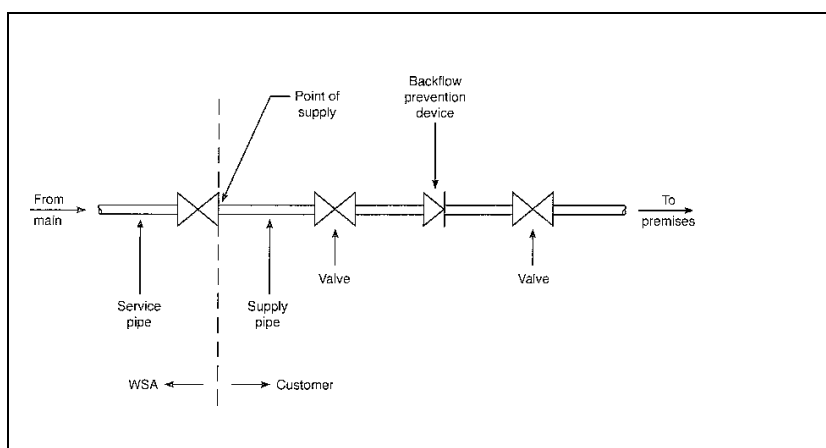 Backflow
prevention
device
Point of
supply
From
main
To
premises
Valve
Valve
Service
pipe
Supply
pipe
WSA
Customer